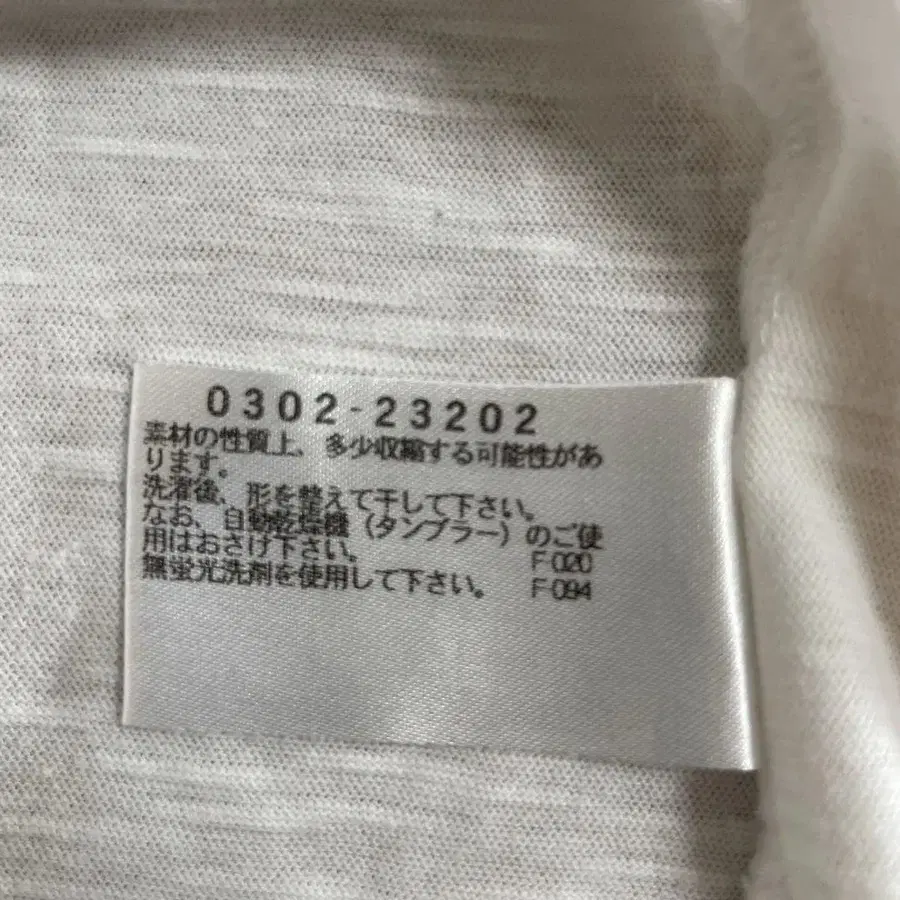 0302-23202
素材の性質上、多少収縮する可能性があ
ります。
洗濯後、形を整えて干して下さい。
なお、自動乾燥機（タンブラー）のご使
用はおさけ下さい。 F020
無蛍光洗剤を使用して下さい。 F094